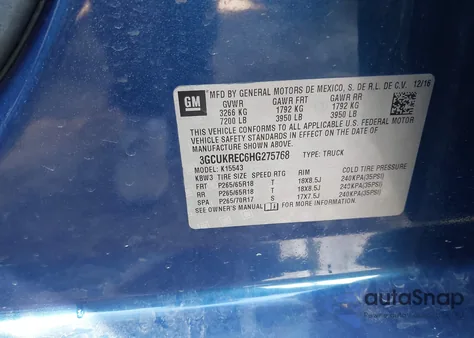 GM
MFD BY GENERAL MOTORS DE MEXICO, S. DE R.L. DE C.V. 12/16
GVWR GAWR FRT GAWR RR
3266 KG 1792 KG 1792 KG
7200 LB 3950 LB 3950 LB
THIS VEHICLE CONFORMS TO ALL APPLICABLE U.S. FEDERAL MOTOR
VEHICLE SAFETY STANDARDS IN EFFECT ON THE DATE OF
MANUFACTURE SHOWN ABOVE.
3GCUKREC6HG275768 TYPE: TRUCK
MODEL: K15543
KBW3 TIRE SIZE SPEED RTG RIM COLD TIRE PRESSURE
FRT P265/65R18 T 18X8.5J 240KPA(35PSI)
RR P265/65R18 T 18X8.5J 240KPA(35PSI)
SPA P265/70R17 S 17X7.5J 240KPA(35PSI)
SEE OWNER'S MANUAL FOR MORE INFORMATION
autoSnap